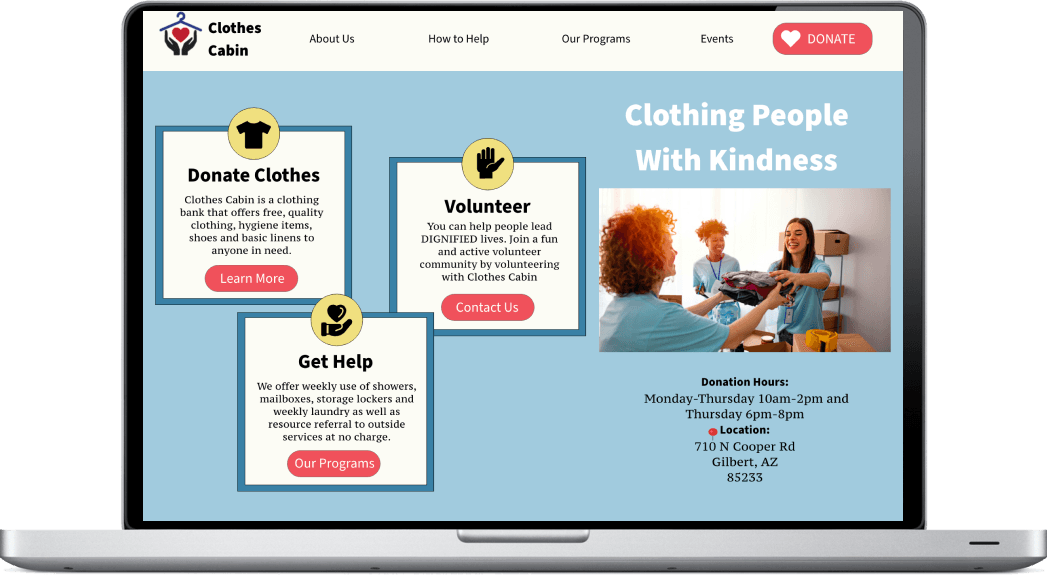 Clothes
Cabin
About Us
How to Help
Our Programs
Events
DONATE
Clothing People
With Kindness
Donate Clothes
Clothes Cabin is a clothing
bank that offers free, quality
clothing, hygiene items,
shoes and basic linens to
anyone in need.
Learn More
Volunteer
You can help people lead
DIGNIFIED lives. Join a fun
and active volunteer
community by volunteering
with Clothes Cabin
Contact Us
Get Help
We offer weekly use of showers,
mailboxes, storage lockers and
weekly laundry as well as
resource referral to outside
services at no charge.
Our Programs
Donation Hours:
Monday-Thursday 10am-2pm and
Thursday 6pm-8pm
Location:
710 N Cooper Rd
Gilbert, AZ
85233